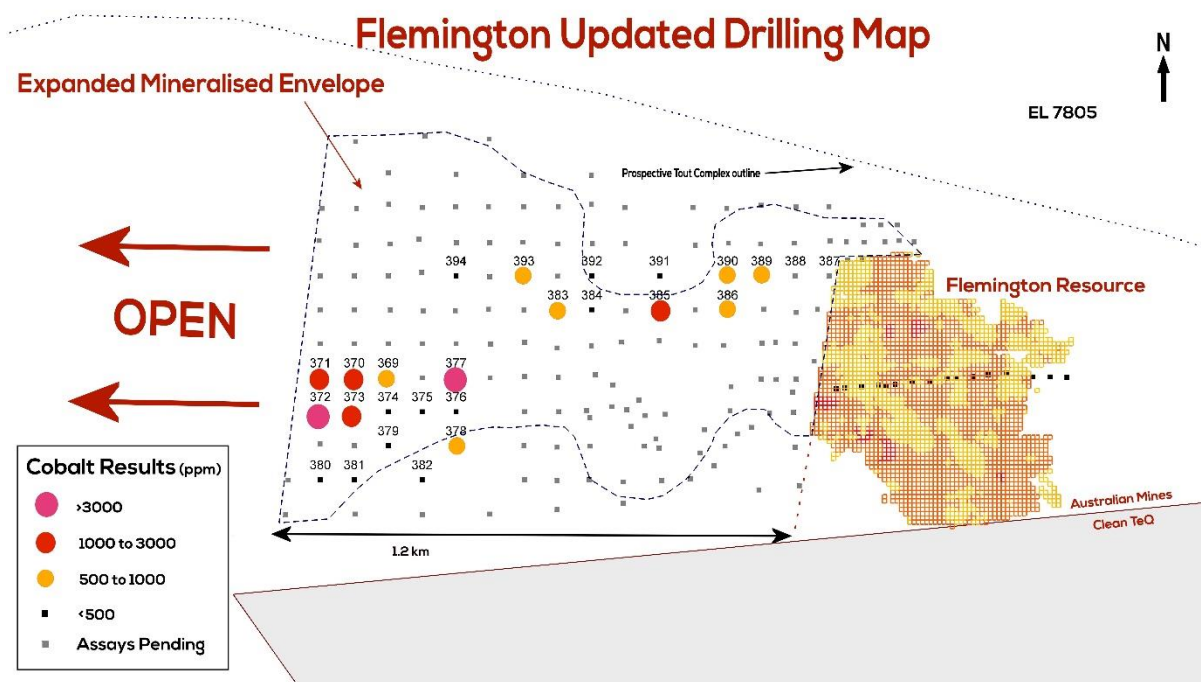 Flemington Updated Drilling Map
N
Expanded Mineralised Envelope
EL 7805
Prospective Tout Complex outline
394 393 392 391 390 389 388 387
383 384 385 386
Flemington Resource
OPEN
371 370 369 377
372 373 374 375 376
379 378
380 381 382
Cobalt Results (ppm)
>3000
1000 to 3000
500 to 1000
<500
Assays Pending
1.2 km
Australian Mines
Clean TeQ